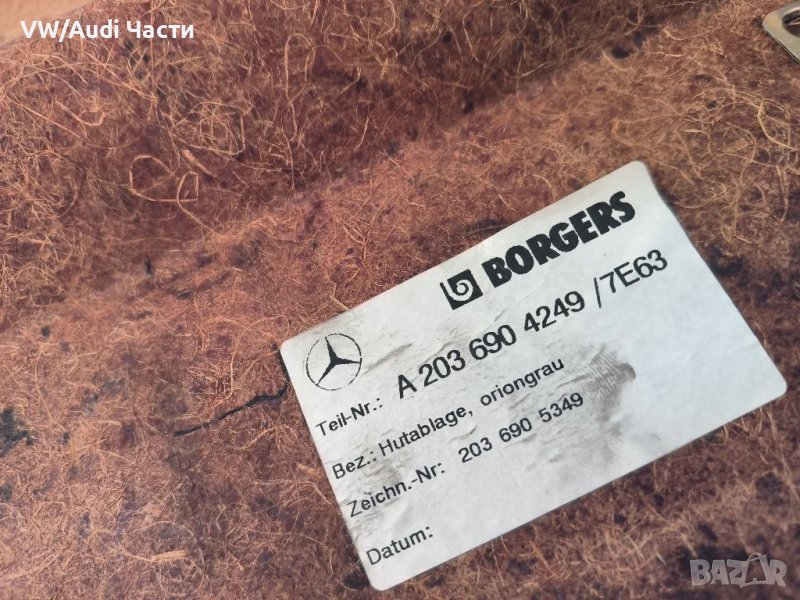 VW/Audi Части
BORGERS
Teil-Nr.: A 203 690 4249 /7E63
Bez.: Hutablage, oriongrau
Zeichn.-Nr: 203 690 5349
Datum:
BAZAR